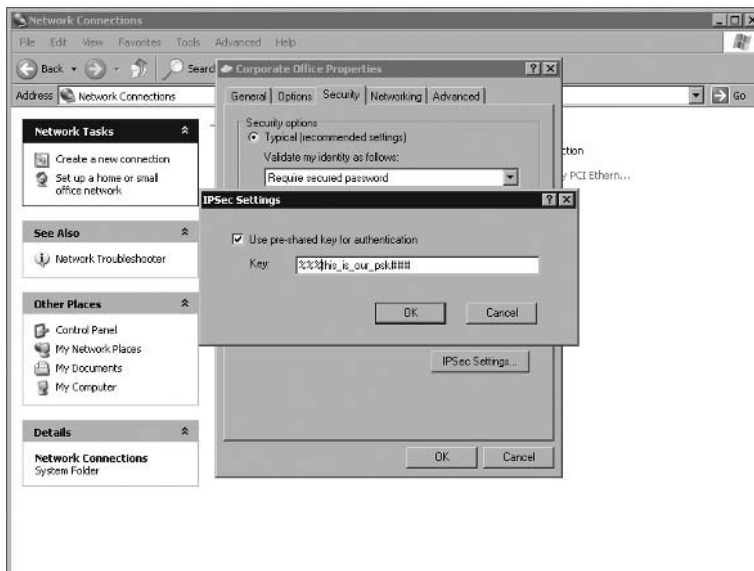 Network Connections
File Edit View Favorites Tools Advanced Help
Back
Address Network Connections
Go
Network Tasks
Create a new connection
Set up a home or small
office network
See Also
Network Troubleshooter
Other Places
Control Panel
My Network Places
My Documents
My Computer
Details
Network Connections
System Folder
Corporate Office Properties
General Options Security Networking Advanced
Security options
Typical (recommended settings)
Validate my identity as follows:
Require secured password
IPSec Settings
Use pre-shared key for authentication
Key:
OK Cancel
IPSec Settings...
OK Cancel
PCI Ethern...